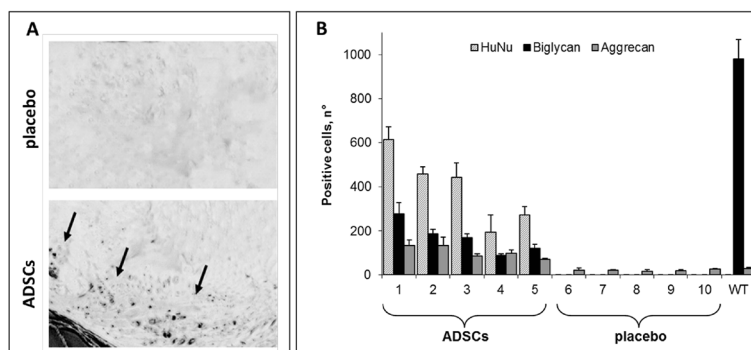 A
placebo
ADSCs
B
HuNu Biglycan Aggrecan
Positive cells, n°
1000
800
600
400
200
0
1 2 3 4 5 6 7 8 9 10 WT
ADSCs placebo